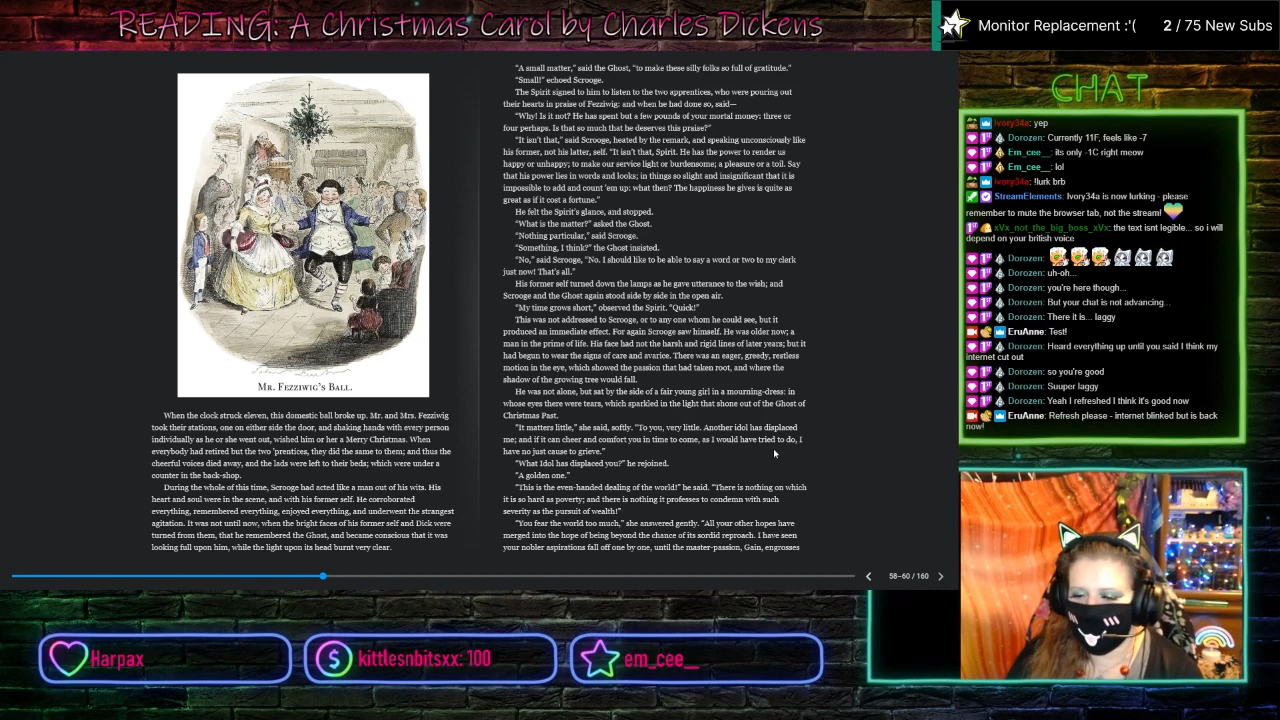 READING: A Christmas Carol by Charles Dickens
Monitor Replacement :'( 2 / 75 New Subs
MR. FEZZIWIG'S BALL.
When the clock struck eleven, this domestic ball broke up. Mr. and Mrs. Fezziwig
took their stations, one on either side the door, and shaking hands with every person
individually as he or she went out, wished him or her a Merry Christmas. When
everybody had retired but the two 'prentices, they did the same to them; and thus the
cheerful voices died away, and the lads were left to their beds; which were under a
counter in the back-shop.
During the whole of this time, Scrooge had acted like a man out of his wits. His
heart and soul were in the scene, and with his former self. He corroborated
everything, remembered everything, enjoyed everything, and underwent the strangest
agitation. It was not until now, when the bright faces of his former self and Dick were
turned from them, that he remembered the Ghost, and became conscious that it was
looking full upon him, while the light upon its head burnt very clear.
"A small matter," said the Ghost, "to make these silly folks so full of gratitude."
"Small!" echoed Scrooge.
The Spirit signed to him to listen to the two apprentices, who were pouring out
their hearts in praise of Fezziwig: and when he had done so, said—
"Why! Is it not? He has spent but a few pounds of your mortal money: three or
four perhaps. Is that so much that he deserves this praise?"
"It isn't that," said Scrooge, heated by the remark, and speaking unconsciously like
his former, not his latter, self. "It isn't that, Spirit. He has the power to render us
happy or unhappy; to make our service light or burdensome; a pleasure or a toil. Say
that his power lies in words and looks; in things so slight and insignificant that it is
impossible to add and count 'em up: what then? The happiness he gives is quite as
great as if it cost a fortune."
He felt the Spirit's glance, and stopped.
"What is the matter?" asked the Ghost.
"Nothing particular," said Scrooge.
"Something, I think?" the Ghost insisted.
"No," said Scrooge, "No. I should like to be able to say a word or two to my clerk
just now! That's all."
His former self turned down the lamps as he gave utterance to the wish; and
Scrooge and the Ghost again stood side by side in the open air.
"My time grows short," observed the Spirit. "Quick!"
This was not addressed to Scrooge, or to any one whom he could see, but it
produced an immediate effect. For again Scrooge saw himself. He was older now; a
man in the prime of life. His face had not the harsh and rigid lines of later years; but it
had begun to wear the signs of care and avarice. There was an eager, greedy, restless
motion in the eye, which showed the passion that had taken root, and where the
shadow of the growing tree would fall.
He was not alone, but sat by the side of a fair young girl in a mourning-dress: in
whose eyes there were tears, which sparkled in the light that shone out of the Ghost of
Christmas Past.
"It matters little," she said, softly. "To you, very little. Another idol has displaced
me; and if it can cheer and comfort you in time to come, as I would have tried to do, I
have no just cause to grieve."
"What Idol has displaced you?" he rejoined.
"A golden one."
"This is the even-handed dealing of the world!" he said. "There is nothing on which
it is so hard as poverty; and there is nothing it professes to condemn with such
severity as the pursuit of wealth!"
"You fear the world too much," she answered gently. "All your other hopes have
merged into the hope of being beyond the chance of its sordid reproach. I have seen
your nobler aspirations fall off one by one, until the master-passion, Gain, engrosses
58–60 / 160
CHAT
Ivory34a: yep
Dorozen: Currently 11F, feels like -7
Em_cee__: its only -1C right meow
Em_cee__: lol
Ivory34a: !lurk brb
StreamElements: Ivory34a is now lurking - please
remember to mute the browser tab, not the stream!
xVx_not_the_big_boss_xVx: the text isnt legible... so i will
depend on your british voice
Dorozen:
Dorozen: uh-oh...
Dorozen: you're here though...
Dorozen: But your chat is not advancing...
Dorozen: There it is... laggy
EruAnne: Test!
Dorozen: Heard everything up until you said I think my
internet cut out
Dorozen: so you're good
Dorozen: Suuper laggy
Dorozen: Yeah I refreshed I think it's good now
EruAnne: Refresh please - internet blinked but is back
now!
Harpax
kittlesnbitsxx: 100
em_cee__